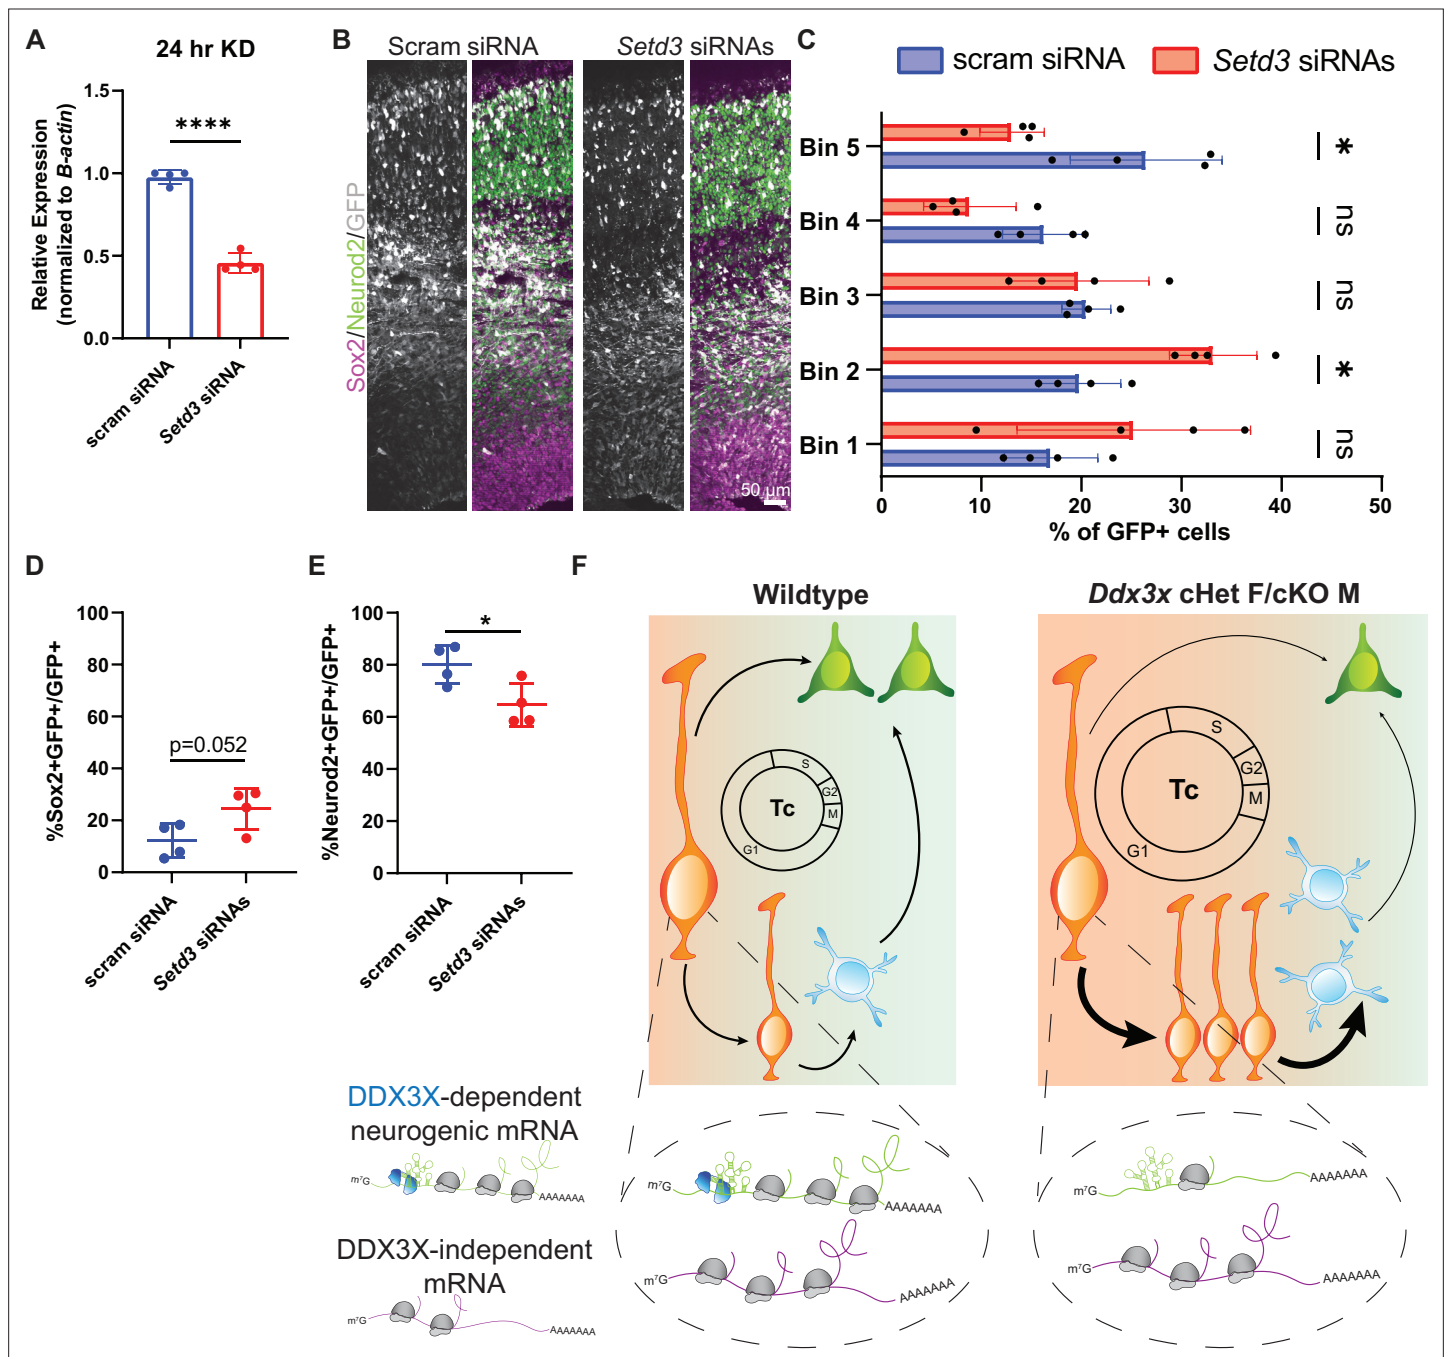 A
24 hr KD
Relative Expression
(normalized to B-actin)
1.5
1.0
0.5
0.0
****
scram siRNA
Setd3 siRNA
B
Scram siRNA
Setd3 siRNAs
Sox2/Neurod2/GFP
50 µm
C
scram siRNA
Setd3 siRNAs
Bin 5
*
Bin 4
ns
Bin 3
ns
Bin 2
*
Bin 1
ns
0
10
20
30
40
50
% of GFP+ cells
D
%Sox2+GFP+/GFP+
100
80
60
40
20
0
p=0.052
scram siRNA
Setd3 siRNAs
E
%Neurod2+GFP+/GFP+
100
80
60
40
20
0
*
scram siRNA
Setd3 siRNAs
F
Wildtype
Tc
S
G2
M
G1
Ddx3x cHet F/cKO M
Tc
S
G2
M
G1
DDX3X-dependent
neurogenic mRNA
m⁷G
AAAAAAA
DDX3X-independent
mRNA
m⁷G
AAAAAAA
m⁷G
AAAAAAA
m⁷G
AAAAAAA
m⁷G
AAAAAAA
m⁷G
AAAAAAA